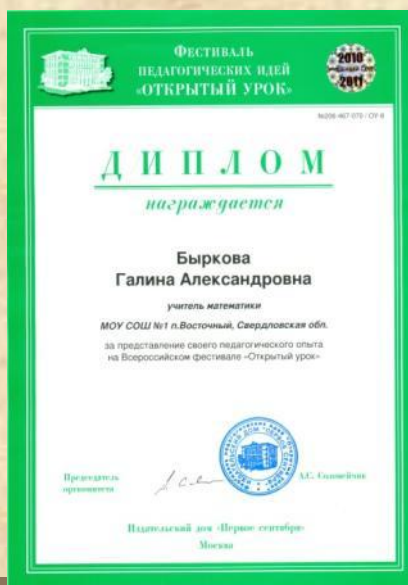 ФЕСТИВАЛЬ
ПЕДАГОГИЧЕСКИХ ИДЕЙ
«ОТКРЫТЫЙ УРОК»
2010
2011
ДИПЛОМ
награждается
Быркова
Галина Александровна
учитель математики
МОУ СОШ №1 п.Восточный, Свердловская обл.
за представление своего педагогического опыта
на Всероссийском фестивале «Открытый урок»
Председатель
оргкомитета
А.С. Соловейчик
Издательский дом «Первое сентября»
Москва